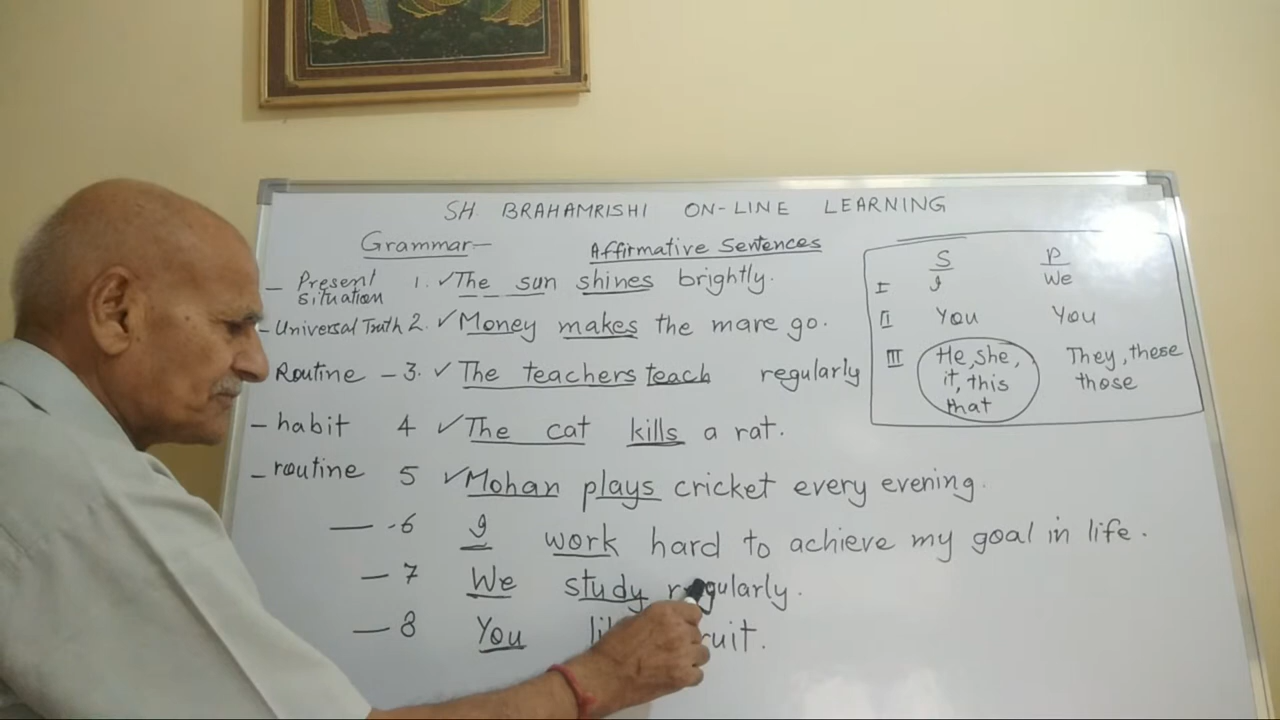 SH. BRAHAMRISHI ON-LINE LEARNING
Grammar— Affirmative Sentences
— Present Situation 1. ✓ The sun shines brightly.
— Universal Truth 2. ✓ Money makes the mare go.
Routine — 3. ✓ The teachers teach regularly
— habit 4 ✓ The cat kills a rat.
— routine 5 ✓ Mohan plays cricket every evening.
— - 6 I work hard to achieve my goal in life.
— 7 We study regularly.
— 8 You
S P
I I We
II You You
III He, she, it, this that They, these those